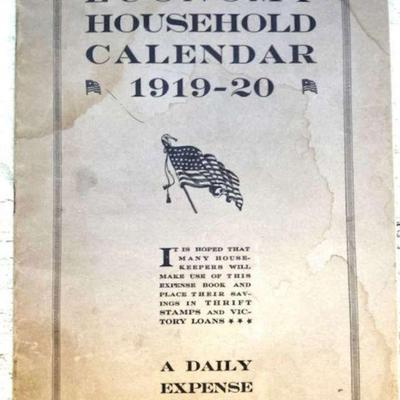 ECONOMY
HOUSEHOLD
CALENDAR
1919-20
IT IS HOPED THAT
MANY HOUSE-
KEEPERS WILL
MAKE USE OF THIS
EXPENSE BOOK AND
PLACE THEIR SAV-
INGS IN THRIFT
STAMPS AND VIC-
TORY LOANS ★ ★ ★
A DAILY
EXPENSE